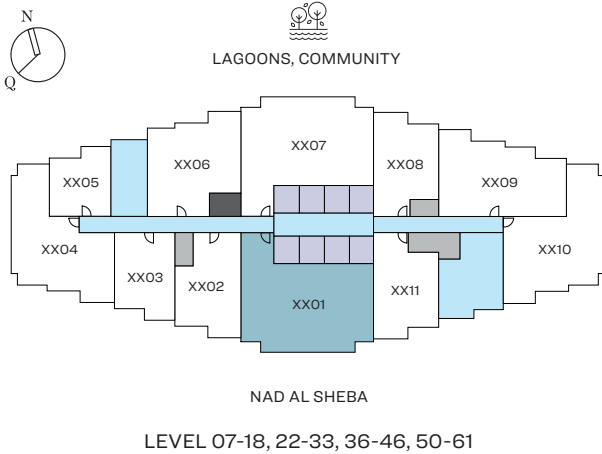 N
Q
LAGOONS, COMMUNITY
XX07
XX06
XX08
XX05
XX09
XX04
XX10
XX03
XX02
XX01
XX11
NAD AL SHEBA
LEVEL 07-18, 22-33, 36-46, 50-61